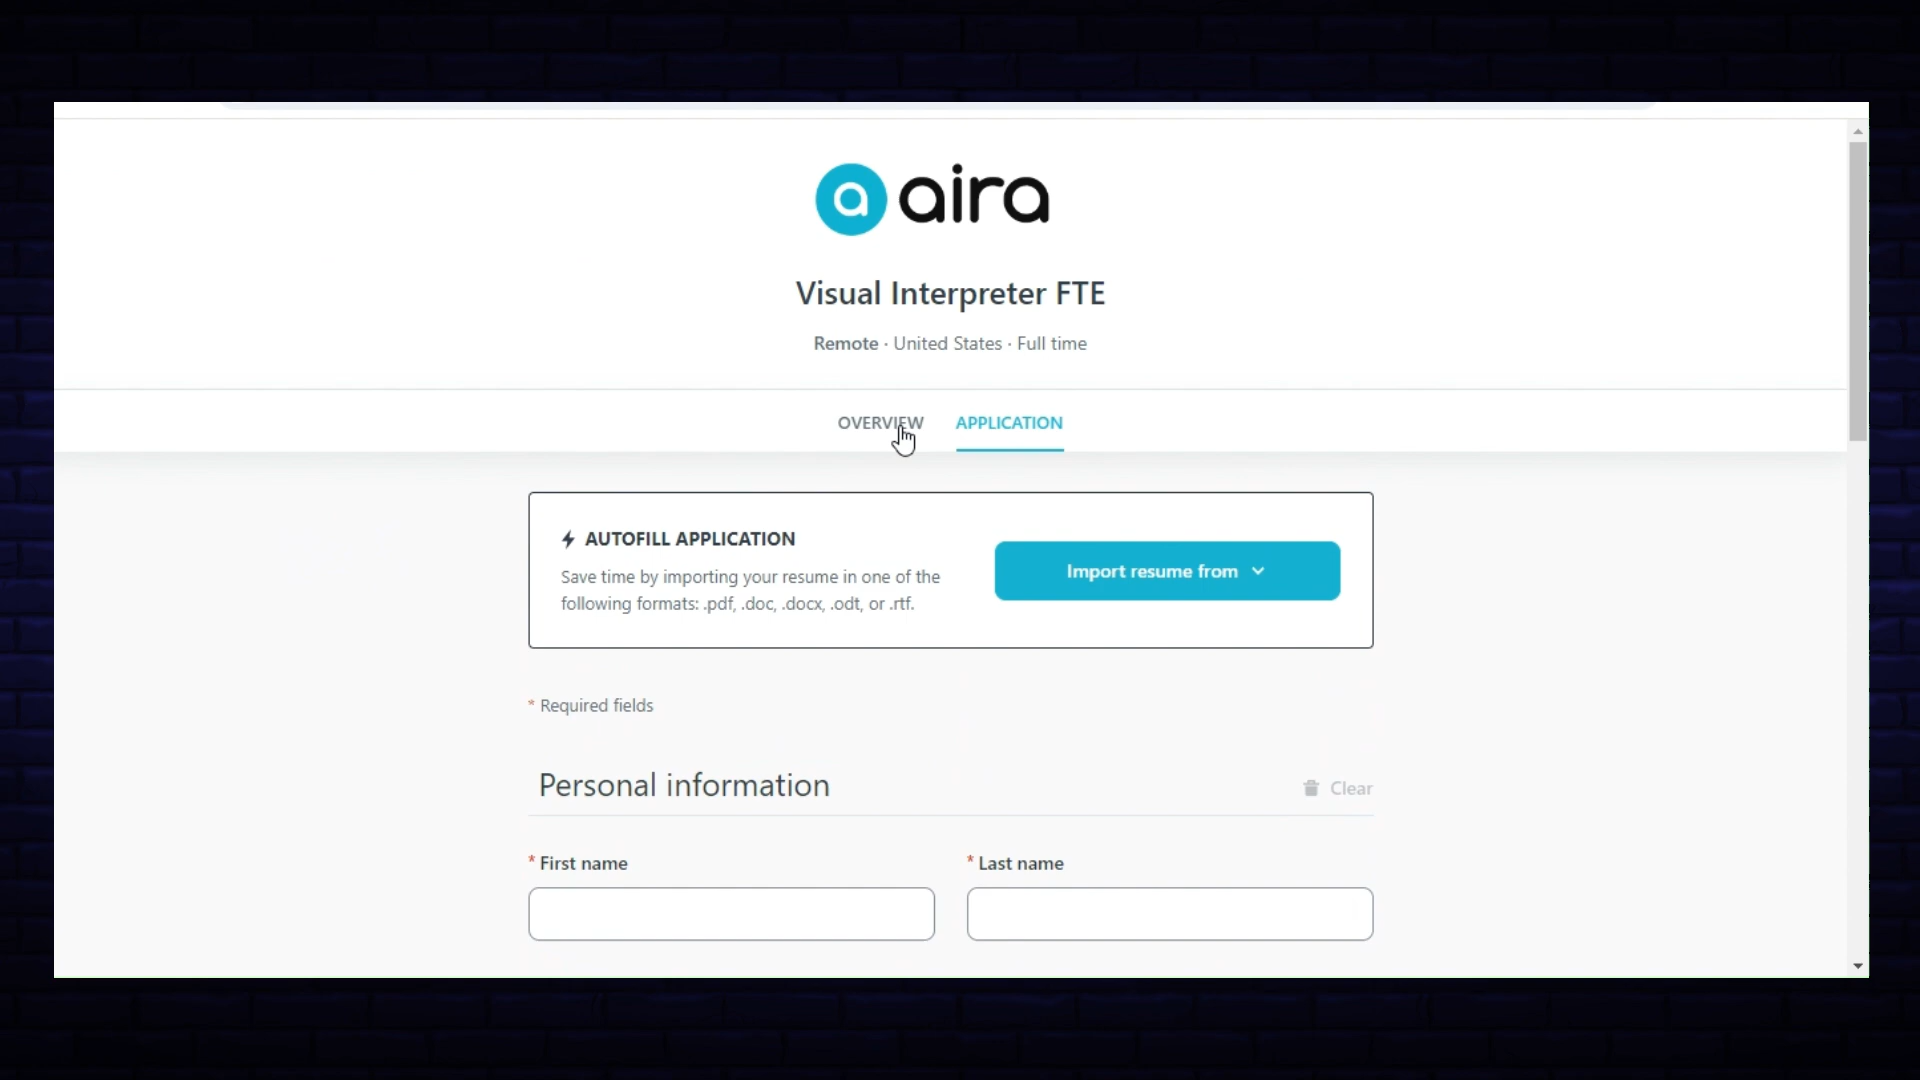 a aira
Visual Interpreter FTE
Remote · United States · Full time
OVERVIEW APPLICATION
AUTOFILL APPLICATION
Save time by importing your resume in one of the
following formats: .pdf, .doc, .docx, .odt, or .rtf.
Import resume from
* Required fields
Personal information
Clear
* First name
* Last name